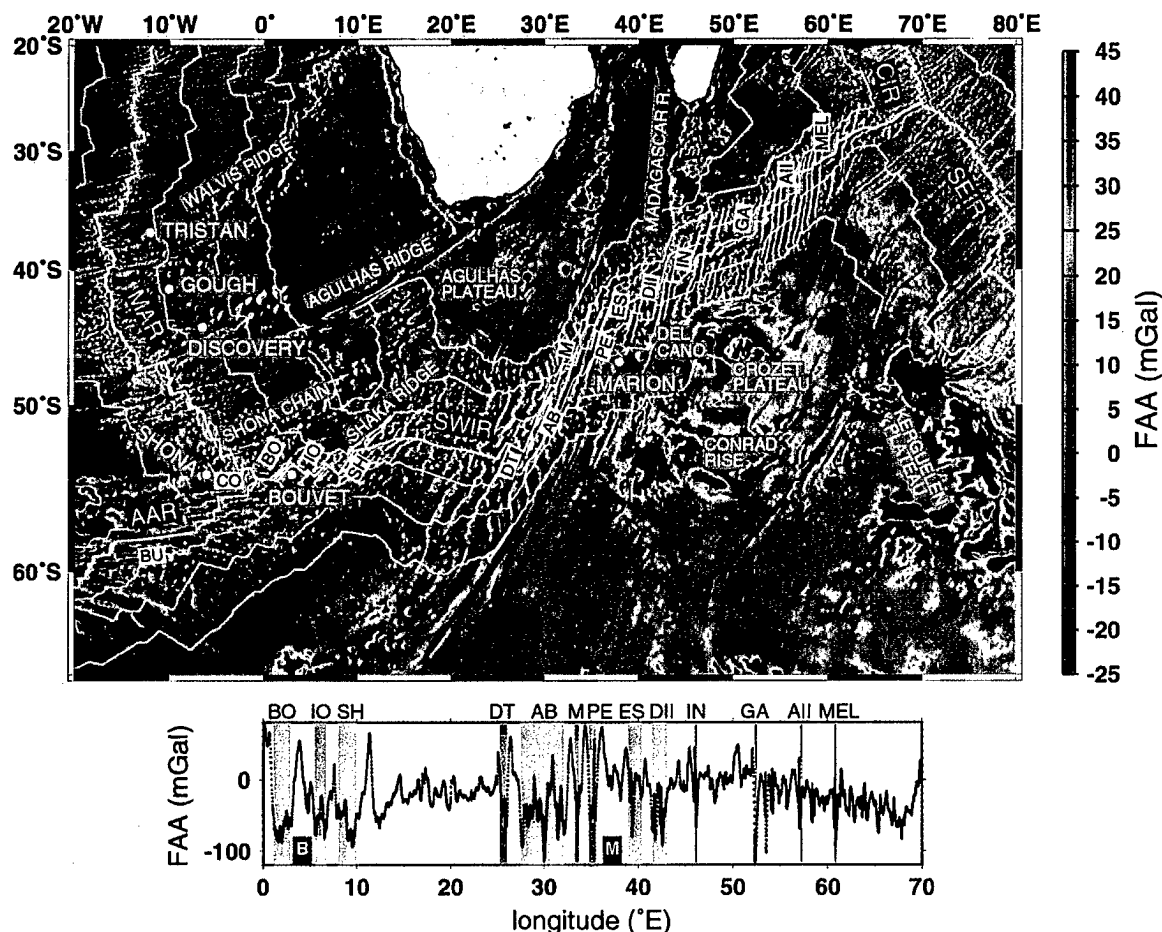 20°W 10°W 0° 10°E 20°E 30°E 40°E 50°E 60°E 70°E 80°E
20°S
30°S
40°S
50°S
60°S
CIR
MEL
MADAGASCAR R.
AII
SEIR
WALVIS RIDGE
GA
TRISTAN
AGULHAS RIDGE
IN
GOUGH
AGULHAS
PLATEAU
DII
MAR
ES
PE
DISCOVERY
M
DEL
CANO
CROZET
PLATEAU
MARION
SHAKA RIDGE
SHONA CHAIN
SWIR
AB
KERGUELEN
PLATEAU
SHONA
BO
IO
SH
DT
CONRAD
RISE
CO
BOUVET
AAR
BU
45
40
35
30
25
20
15
10
5
0
-5
-10
-15
-20
-25
FAA (mGal)
BO IO SH DT AB M PE ES DII IN GA AII MEL
FAA (mGal)
0
-100
B M
0 10 20 30 40 50 60 70
longitude (°E)